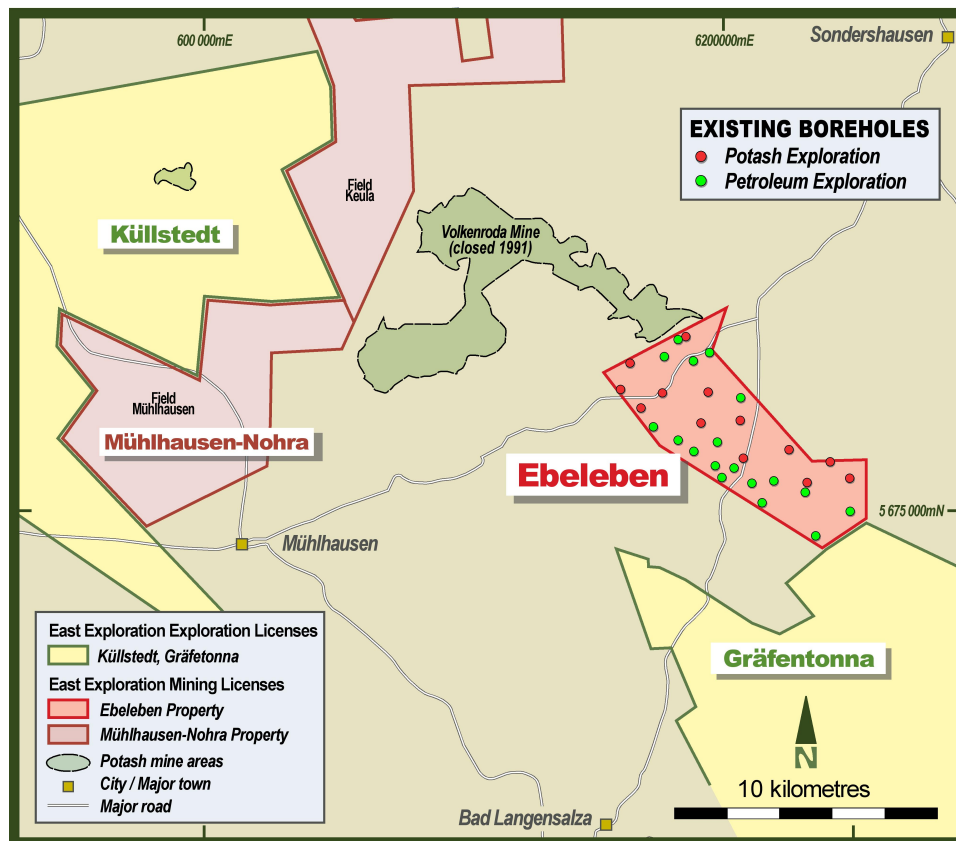 600 000mE
6200000mE
Sondershausen
EXISTING BOREHOLES
Potash Exploration
Petroleum Exploration
Field
Keula
Küllstedt
Volkenroda Mine
(closed 1991)
Field
Mühlhausen
Mühlhausen-Nohra
Ebeleben
5 675 000mN
Mühlhausen
East Exploration Exploration Licenses
Küllstedt, Gräfetonna
East Exploration Mining Licenses
Ebeleben Property
Mühlhausen-Nohra Property
Potash mine areas
City / Major town
Major road
Gräfentonna
N
10 kilometres
Bad Langensalza